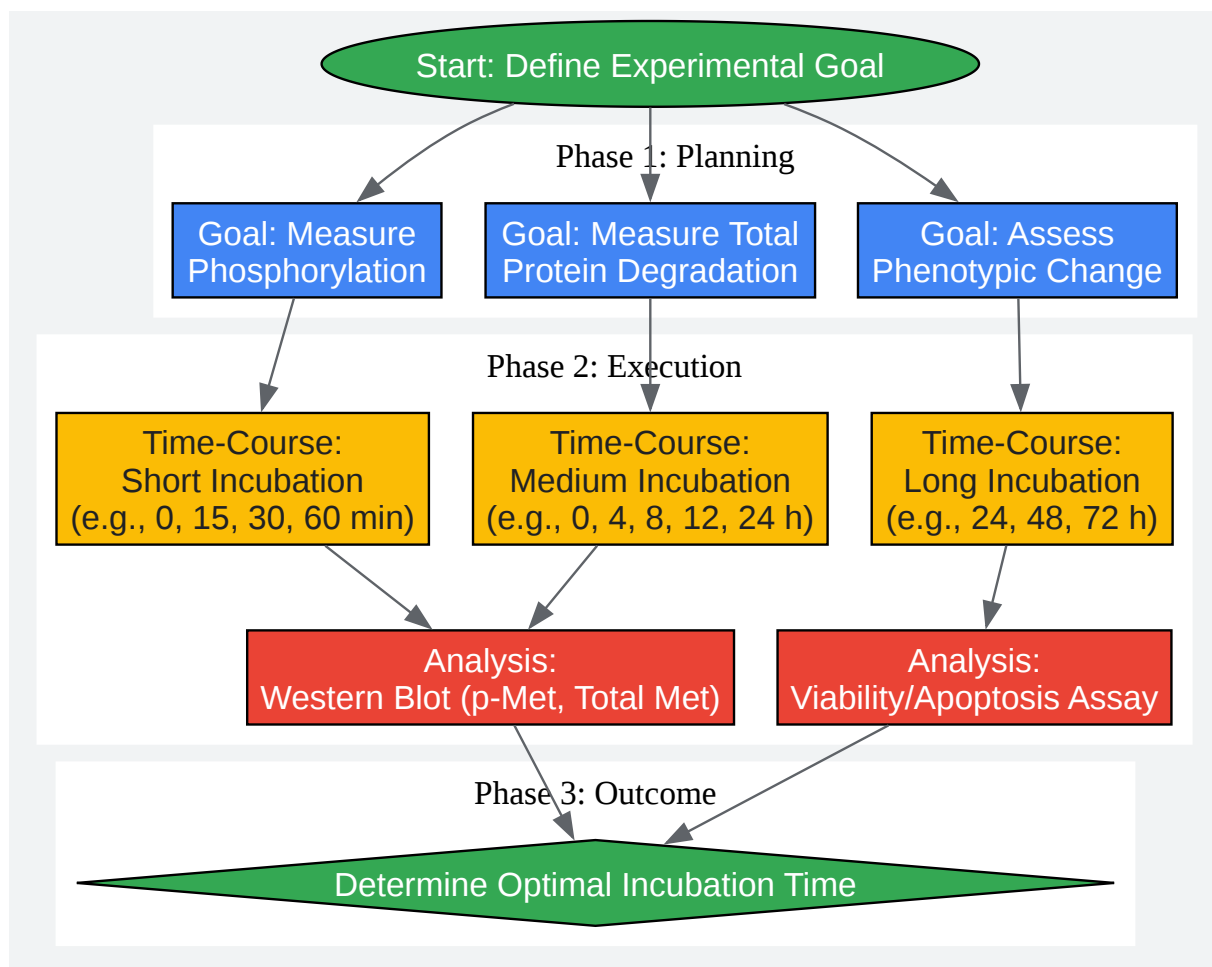 Start: Define Experimental Goal
Phase 1: Planning
Goal: Measure
Phosphorylation
Goal: Measure Total
Protein Degradation
Goal: Assess
Phenotypic Change
Phase 2: Execution
Time-Course:
Short Incubation
(e.g., 0, 15, 30, 60 min)
Time-Course:
Medium Incubation
(e.g., 0, 4, 8, 12, 24 h)
Time-Course:
Long Incubation
(e.g., 24, 48, 72 h)
Analysis:
Western Blot (p-Met, Total Met)
Analysis:
Viability/Apoptosis Assay
Phase 3: Outcome
Determine Optimal Incubation Time